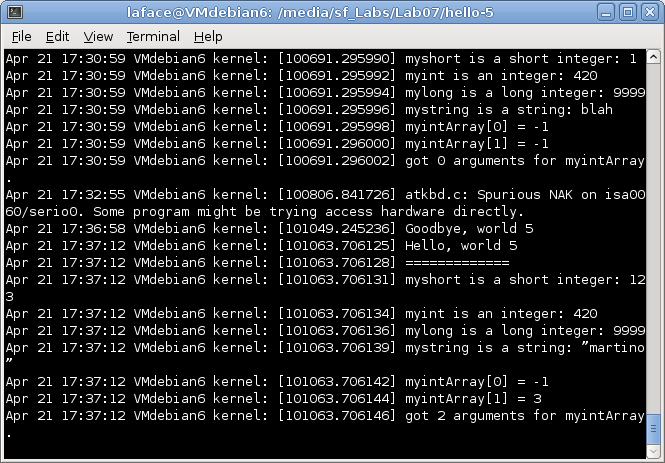 laface@VMdebian6: /media/sf_Labs/Lab07/hello-5
File Edit View Terminal Help
Apr 21 17:30:59 VMdebian6 kernel: [100691.295990] myshort is a short integer: 1
Apr 21 17:30:59 VMdebian6 kernel: [100691.295992] myint is an integer: 420
Apr 21 17:30:59 VMdebian6 kernel: [100691.295994] mylong is a long integer: 9999
Apr 21 17:30:59 VMdebian6 kernel: [100691.295996] mystring is a string: blah
Apr 21 17:30:59 VMdebian6 kernel: [100691.295998] myintArray[0] = -1
Apr 21 17:30:59 VMdebian6 kernel: [100691.296000] myintArray[1] = -1
Apr 21 17:30:59 VMdebian6 kernel: [100691.296002] got 0 arguments for myintArray
.
Apr 21 17:32:55 VMdebian6 kernel: [100806.841726] atkbd.c: Spurious NAK on isa00
60/serio0. Some program might be trying access hardware directly.
Apr 21 17:36:58 VMdebian6 kernel: [101049.245236] Goodbye, world 5
Apr 21 17:37:12 VMdebian6 kernel: [101063.706125] Hello, world 5
Apr 21 17:37:12 VMdebian6 kernel: [101063.706128] =============
Apr 21 17:37:12 VMdebian6 kernel: [101063.706131] myshort is a short integer: 12
3
Apr 21 17:37:12 VMdebian6 kernel: [101063.706134] myint is an integer: 420
Apr 21 17:37:12 VMdebian6 kernel: [101063.706136] mylong is a long integer: 9999
Apr 21 17:37:12 VMdebian6 kernel: [101063.706139] mystring is a string: ”martino
”
Apr 21 17:37:12 VMdebian6 kernel: [101063.706142] myintArray[0] = -1
Apr 21 17:37:12 VMdebian6 kernel: [101063.706144] myintArray[1] = 3
Apr 21 17:37:12 VMdebian6 kernel: [101063.706146] got 2 arguments for myintArray
.